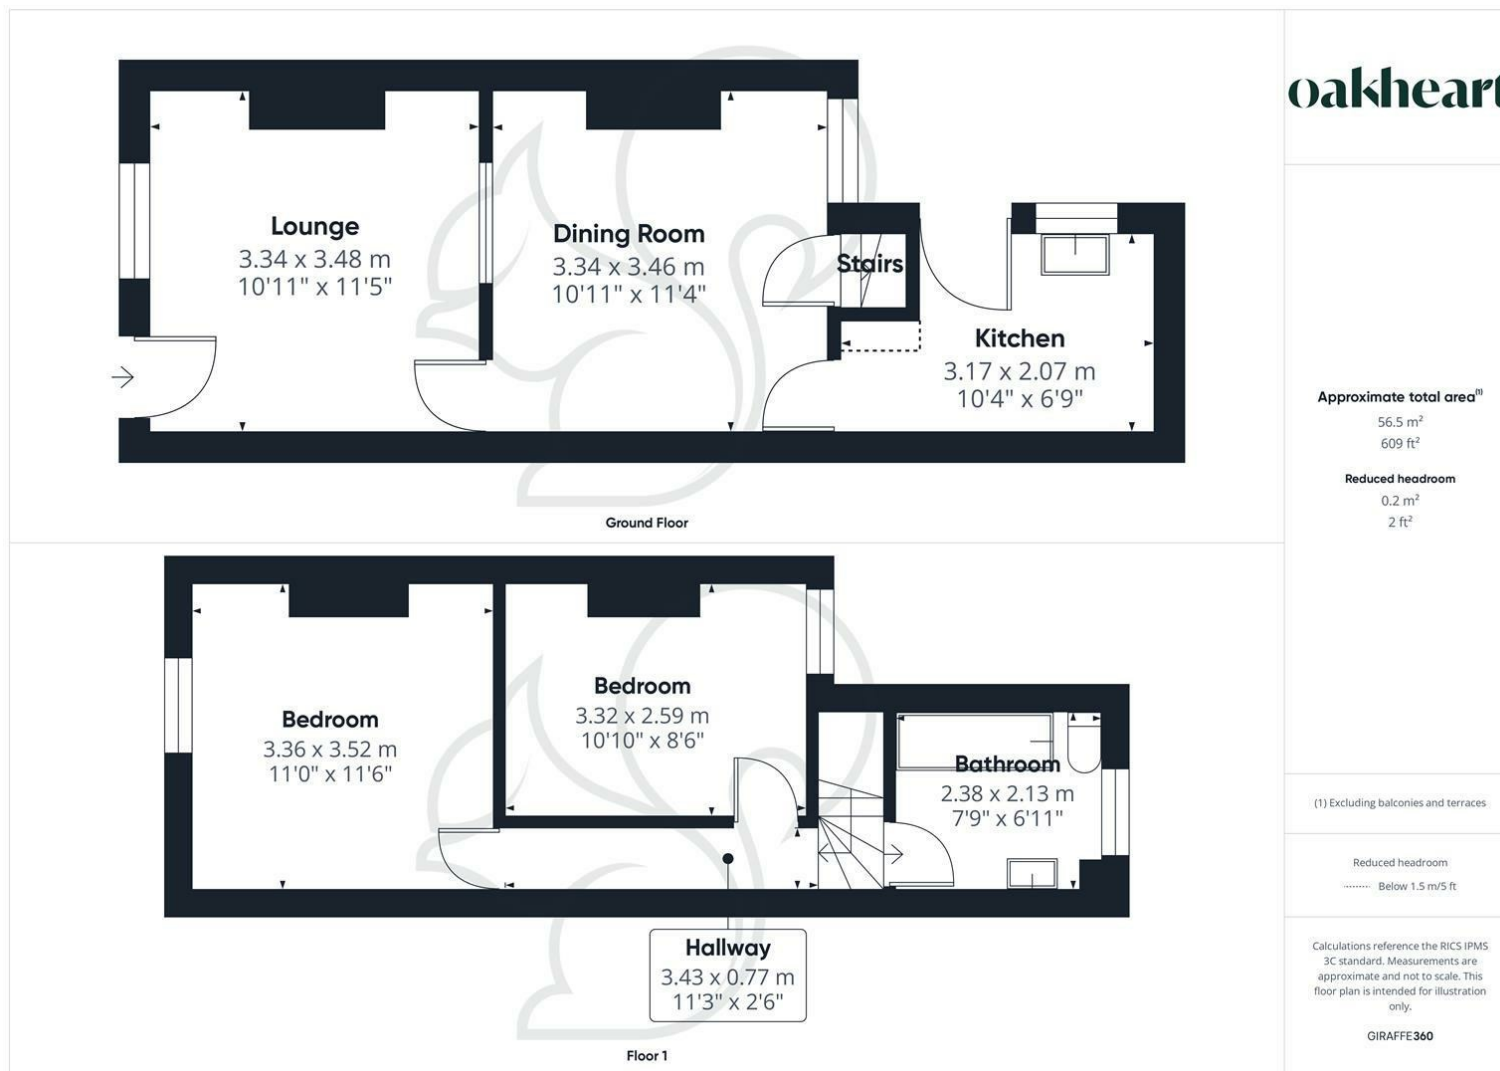 Lounge
3.34 x 3.48 m
10'11" x 11'5"
Dining Room
3.34 x 3.46 m
10'11" x 11'4"
Stairs
Kitchen
3.17 x 2.07 m
10'4" x 6'9"
Ground Floor
Bedroom
3.36 x 3.52 m
11'0" x 11'6"
Bedroom
3.32 x 2.59 m
10'10" x 8'6"
Bathroom
2.38 x 2.13 m
7'9" x 6'11"
Hallway
3.43 x 0.77 m
11'3" x 2'6"
Floor 1
oakheart
Approximate total area⁽¹⁾
56.5 m²
609 ft²
Reduced headroom
0.2 m²
2 ft²
(1) Excluding balconies and terraces
Reduced headroom
Below 1.5 m/5 ft
Calculations reference the RICS IPMS
3C standard. Measurements are
approximate and not to scale. This
floor plan is intended for illustration
only.
GIRAFFE360